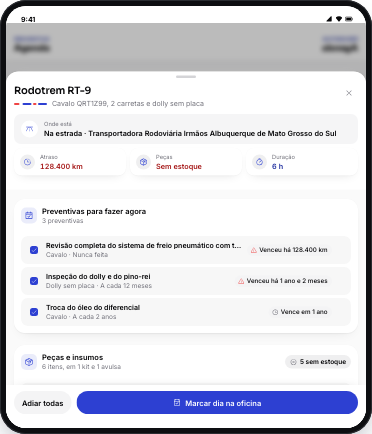 9:41
Rodotrem RT-9
Cavalo QRT1Z99, 2 carretas e dolly sem placa
Onde está
Na estrada · Transportadora Rodoviária Irmãos Albuquerque de Mato Grosso do Sul
Atraso
128.400 km
Peças
Sem estoque
Duração
6 h
Preventivas para fazer agora
3 preventivas
Revisão completa do sistema de freio pneumático com t...
Cavalo · Nunca feita
Venceu há 128.400 km
Inspeção do dolly e do pino-rei
Dolly sem placa · A cada 12 meses
Venceu há 1 ano e 2 meses
Troca do óleo do diferencial
Cavalo · A cada 2 anos
Vence em 1 ano
Peças e insumos
6 itens, em 1 kit e 1 avulsa
5 sem estoque
Adiar todas
Marcar dia na oficina